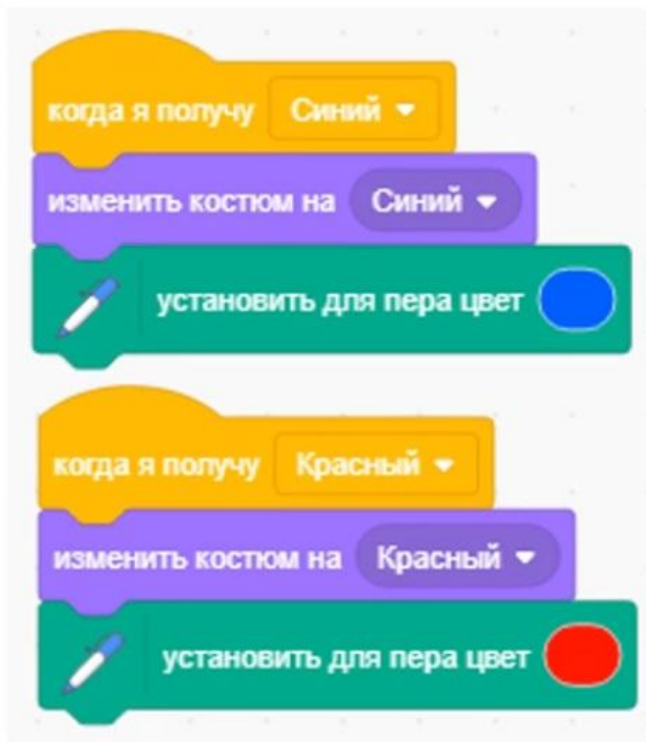 когда я получу Синий
изменить костюм на Синий
установить для пера цвет
когда я получу Красный
изменить костюм на Красный
установить для пера цвет